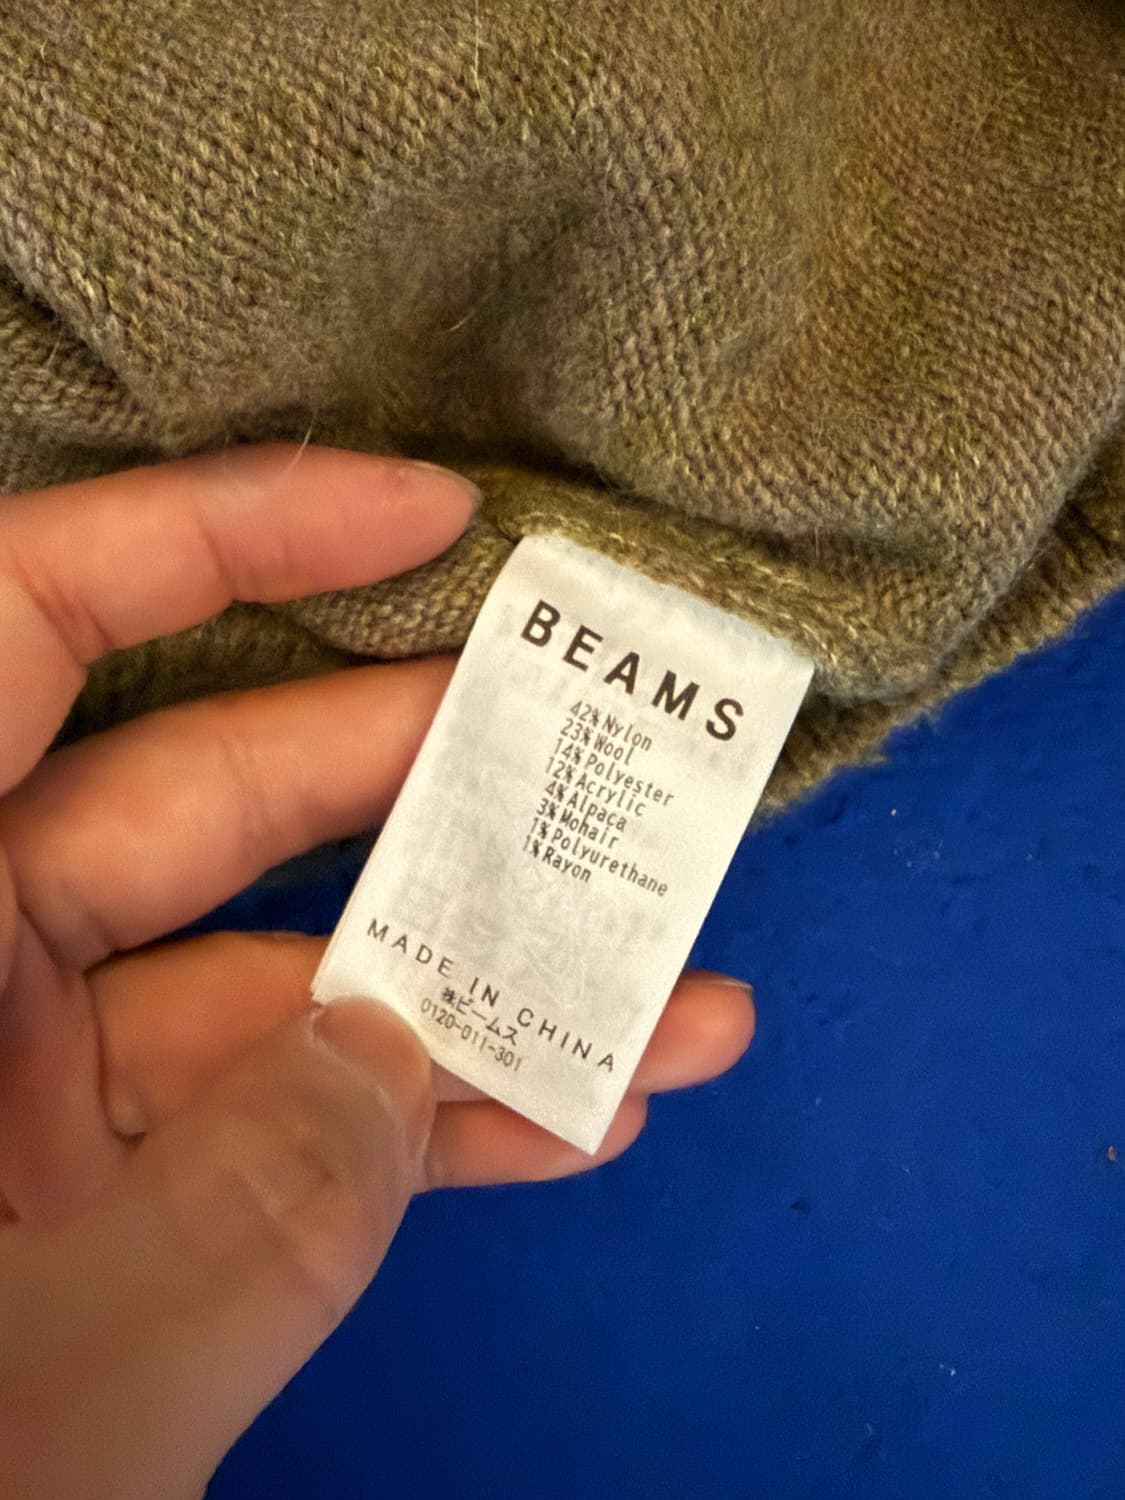 BEAMS
42%Nylon
23%Wool
14%Polyester
12%Acrylic
4%Alpaca
3%Mohair
1%Polyurethane
1%Rayon
MADE IN CHINA
㈱ビームス
0120-011-301